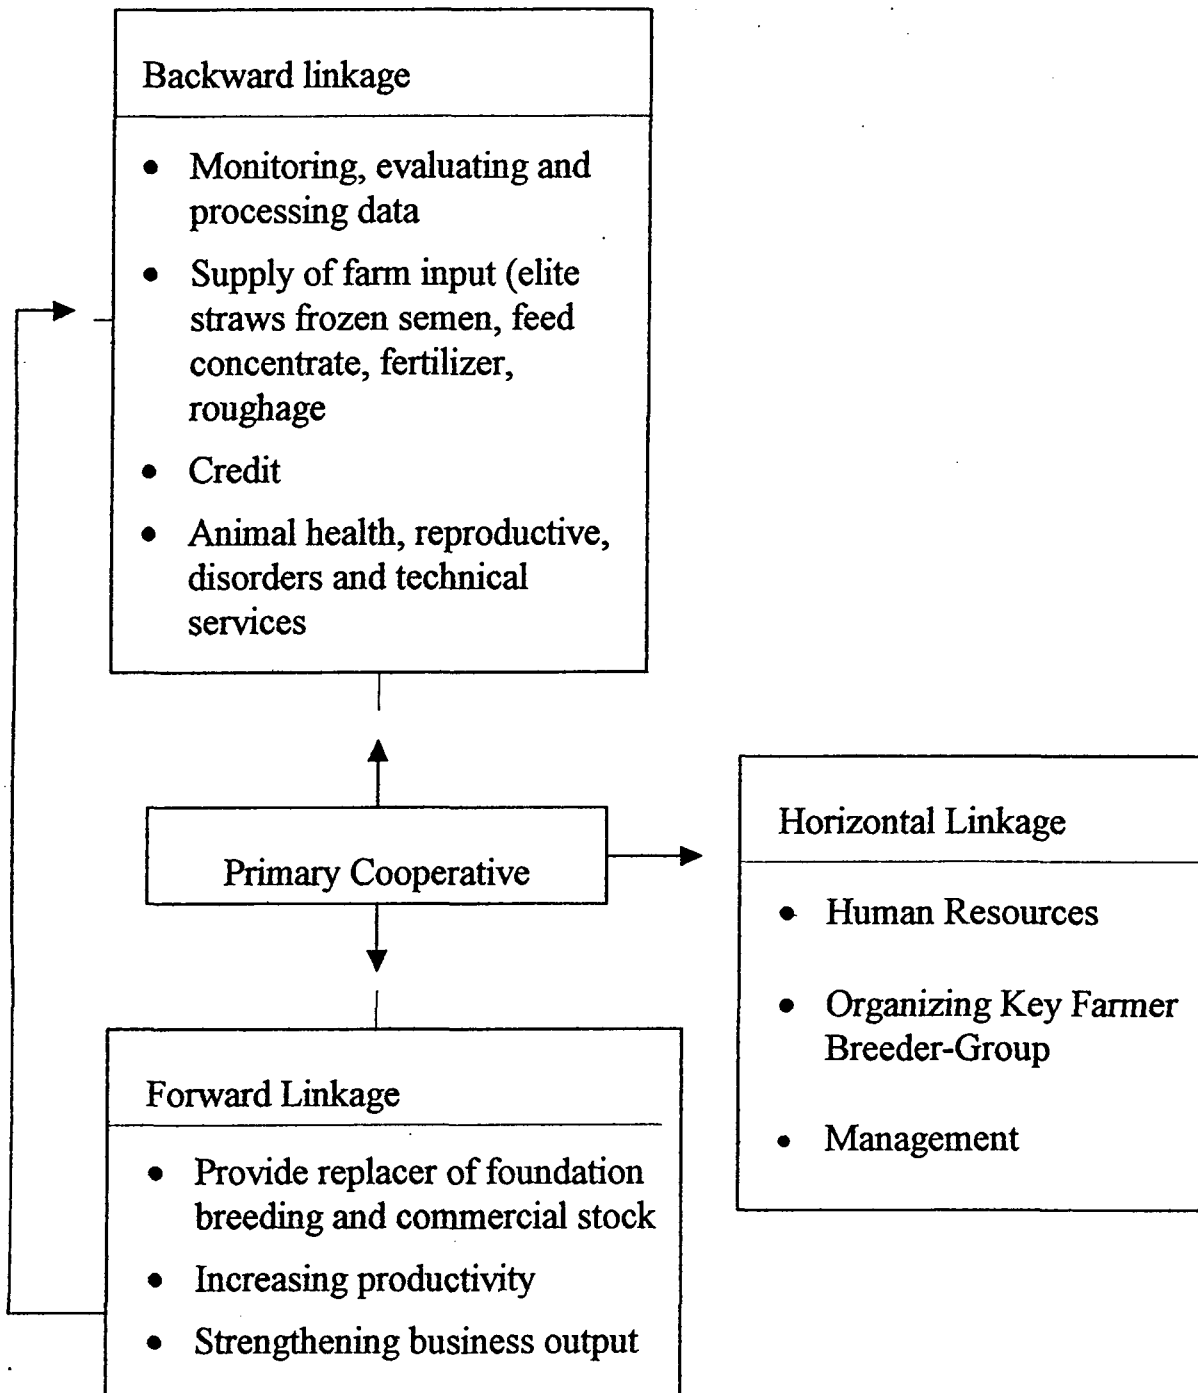 Backward linkage
• Monitoring, evaluating and
processing data
• Supply of farm input (elite
straws frozen semen, feed
concentrate, fertilizer,
roughage
• Credit
• Animal health, reproductive,
disorders and technical
services
Primary Cooperative
Horizontal Linkage
• Human Resources
• Organizing Key Farmer
Breeder-Group
• Management
Forward Linkage
• Provide replacer of foundation
breeding and commercial stock
• Increasing productivity
• Strengthening business output